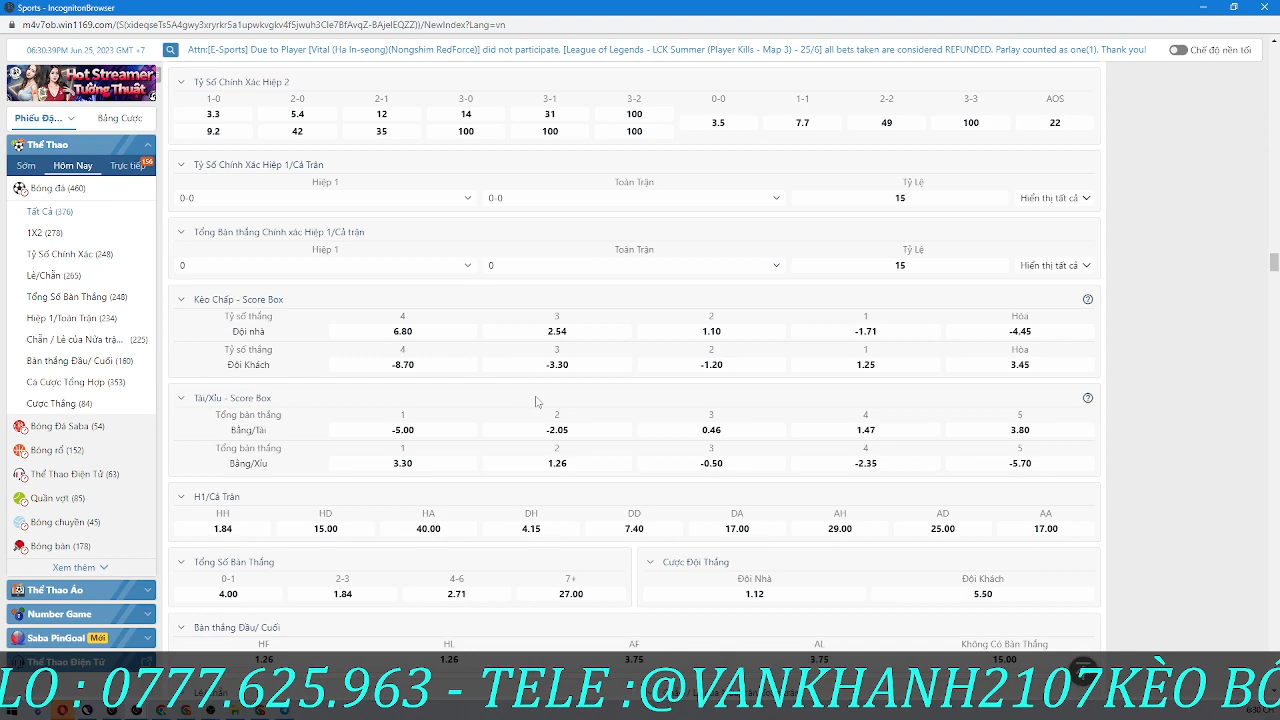 Sports - IncognitonBrowser
m4v7ob.win1169.com/(S(xideqseTsSA4gwy3xryrkr5a1upwkvgkv4f5jwuh3CIe7BfAvqZ-BAjeIEQZZ))/NewIndex?Lang=vn
06:30:39PM Jun 25, 2023 GMT +7
Attn:[E-Sports] Due to Player [Vital (Ha In-seong)(Nongshim RedForce)] did not participate. [League of Legends - LCK Summer (Player Kills - Map 3) - 23/6] all bets taken are considered REFUNDED. Parlay counted as one(1). Thank you!
Chế độ nền tối
Hot Streamer
Tường Thuật
Phiếu Đặ...
Bảng Cược
Thể Thao
Sớm Hôm Nay Trực tiếp 156
Bóng đá (460)
Tất Cả (376)
1X2 (278)
Tỷ Số Chính Xác (248)
Lẻ/Chẵn (265)
Tổng Số Bàn Thắng (248)
Hiệp 1/Toàn Trận (234)
Chẵn / Lẻ của Nửa trậ... (225)
Bàn thắng Đầu/ Cuối (160)
Cá Cược Tổng Hợp (353)
Cược Thắng (84)
Bóng Đá Saba (54)
Bóng rổ (152)
Thể Thao Điện Tử (63)
Quần vợt (85)
Bóng chuyền (45)
Bóng bàn (178)
Xem thêm
Thể Thao Ảo
Number Game
Saba PinGoal Mới
Thể Thao Điện Tử
Tỷ Số Chính Xác Hiệp 2
1-0 2-0 2-1 3-0 3-1 3-2 0-0 1-1 2-2 3-3 AOS
3.3 5.4 12 14 31 100
3.5 7.7 49 100 22
9.2 42 35 100 100 100
Tỷ Số Chính Xác Hiệp 1/Cả Trận
Hiệp 1 Toàn Trận Tỷ Lệ
0-0 0-0 15 Hiển thị tất cả
Tổng Bàn thắng Chính xác Hiệp 1/Cả trận
Hiệp 1 Toàn Trận Tỷ Lệ
0 0 15 Hiển thị tất cả
Kèo Chấp - Score Box
Tỷ số thắng 4 3 2 1 Hòa
Đội nhà 6.80 2.54 1.10 -1.71 -4.45
Tỷ số thắng 4 3 2 1 Hòa
Đội Khách -8.70 -3.30 -1.20 1.25 3.45
Tài/Xỉu - Score Box
Tổng bàn thắng 1 2 3 4 5
Bằng/Tài -5.00 -2.05 0.46 1.47 3.80
Tổng bàn thắng 1 2 3 4 5
Bằng/Xỉu 3.30 1.26 -0.50 -2.35 -5.70
H1/Cả Trận
HH HD HA DH DD DA AH AD AA
1.84 15.00 40.00 4.15 7.40 17.00 29.00 25.00 17.00
Tổng Số Bàn Thắng
0-1 2-3 4-6 7+
4.00 1.84 2.71 27.00
Cược Đội Thắng
Đội Nhà Đội Khách
1.12 5.50
Bàn thắng Đầu/ Cuối
HF HL AF AL Không Có Bàn Thắng
1.26 1.26 3.75 3.75 15.00
LO : 0777.625.963 - TELE :@VANKHANH2107KÈO BÓ